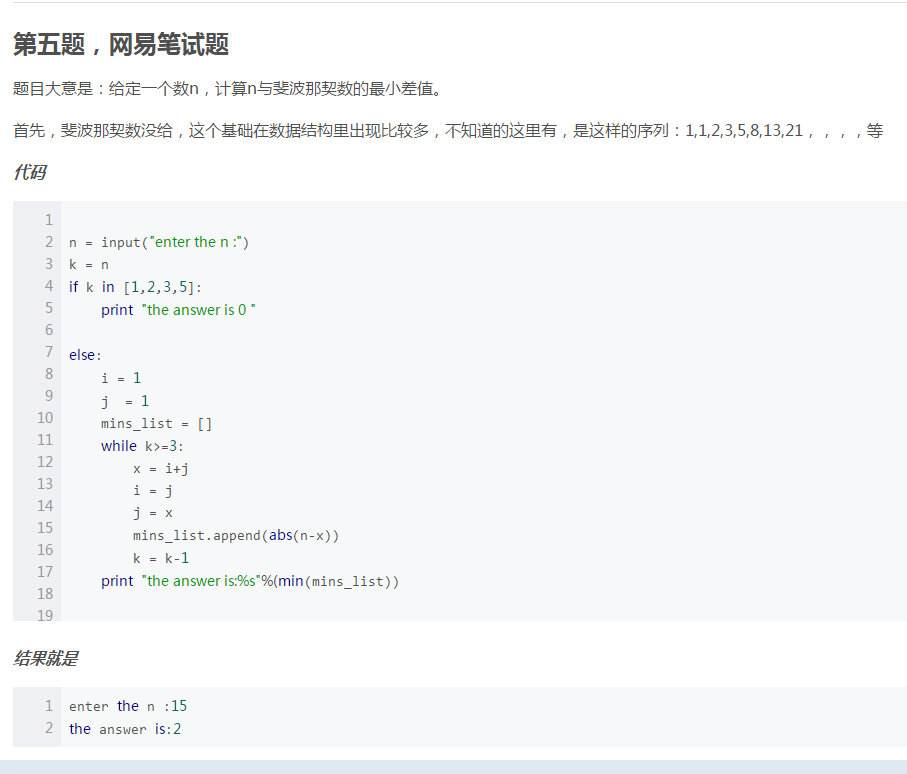 第五题，网易笔试题
题目大意是：给定一个数n，计算n与斐波那契数的最小差值。
首先，斐波那契数没给，这个基础在数据结构里出现比较多，不知道的这里有，是这样的序列：1,1,2,3,5,8,13,21，，，，等
代码
1
2 n = input("enter the n :")
3 k = n
4 if k in [1,2,3,5]:
5 print "the answer is 0 "
6
7 else:
8 i = 1
9 j  = 1
10 mins_list = []
11 while k>=3:
12 x = i+j
13 i = j
14 j = x
15 mins_list.append(abs(n-x))
16 k = k-1
17 print "the answer is:%s"%(min(mins_list))
18
19
结果就是
1 enter the n :15
2 the answer is:2